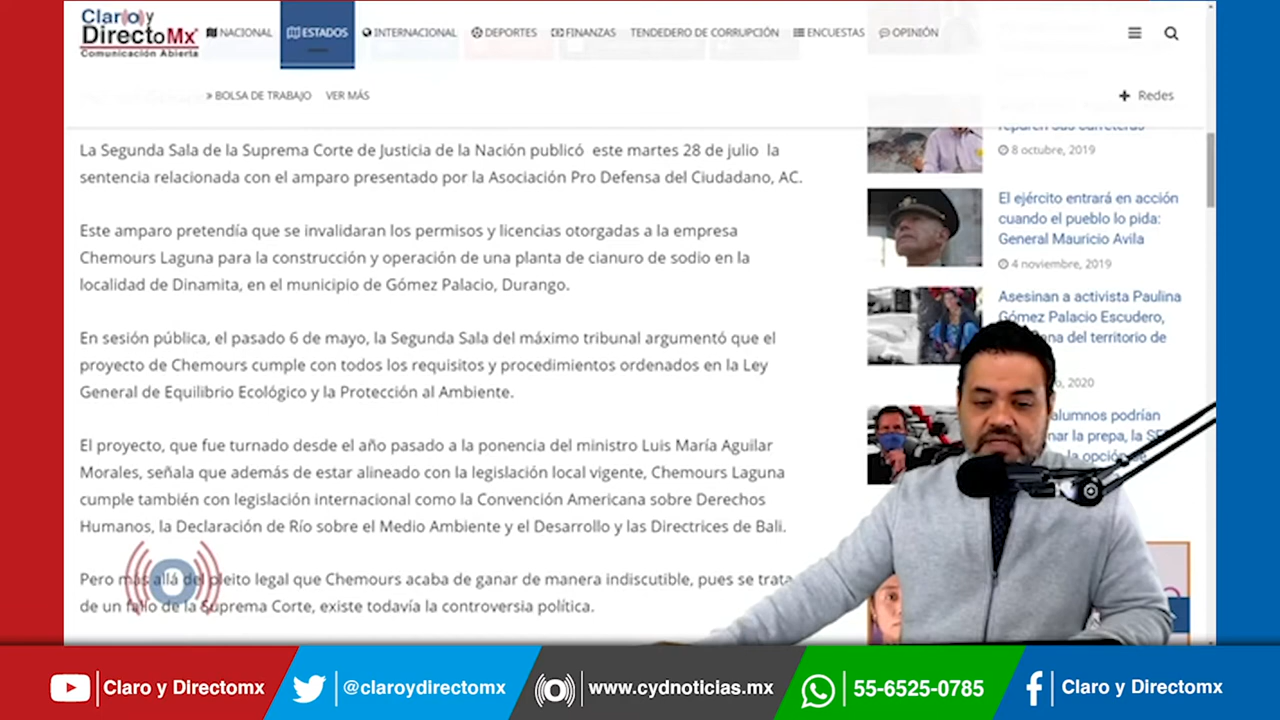 Claro y
DirectoMx
Comunicación Abierta
NACIONAL
ESTADOS
INTERNACIONAL
DEPORTES
FINANZAS
TENDEDERO DE CORRUPCIÓN
ENCUESTAS
OPINIÓN
» BOLSA DE TRABAJO
VER MÁS
+ Redes
La Segunda Sala de la Suprema Corte de Justicia de la Nación publicó este martes 28 de julio la
sentencia relacionada con el amparo presentado por la Asociación Pro Defensa del Ciudadano, AC.
Este amparo pretendía que se invalidaran los permisos y licencias otorgadas a la empresa
Chemours Laguna para la construcción y operación de una planta de cianuro de sodio en la
localidad de Dinamita, en el municipio de Gómez Palacio, Durango.
En sesión pública, el pasado 6 de mayo, la Segunda Sala del máximo tribunal argumentó que el
proyecto de Chemours cumple con todos los requisitos y procedimientos ordenados en la Ley
General de Equilibrio Ecológico y la Protección al Ambiente.
El proyecto, que fue turnado desde el año pasado a la ponencia del ministro Luis María Aguilar
Morales, señala que además de estar alineado con la legislación local vigente, Chemours Laguna
cumple también con legislación internacional como la Convención Americana sobre Derechos
Humanos, la Declaración de Río sobre el Medio Ambiente y el Desarrollo y las Directrices de Bali.
Pero más allá del pleito legal que Chemours acaba de ganar de manera indiscutible, pues se trata
de un fallo de la Suprema Corte, existe todavía la controversia política.
reparen sus carreteras
8 octubre, 2019
El ejército entrará en acción
cuando el pueblo lo pida:
General Mauricio Avila
4 noviembre, 2019
Asesinan a activista Paulina
Gómez Palacio Escudero,
del territorio de
2020
alumnos podrían
la prepa, la
la opción de
Claro y Directomx
@claroydirectomx
www.cydnoticias.mx
55-6525-0785
Claro y Directomx